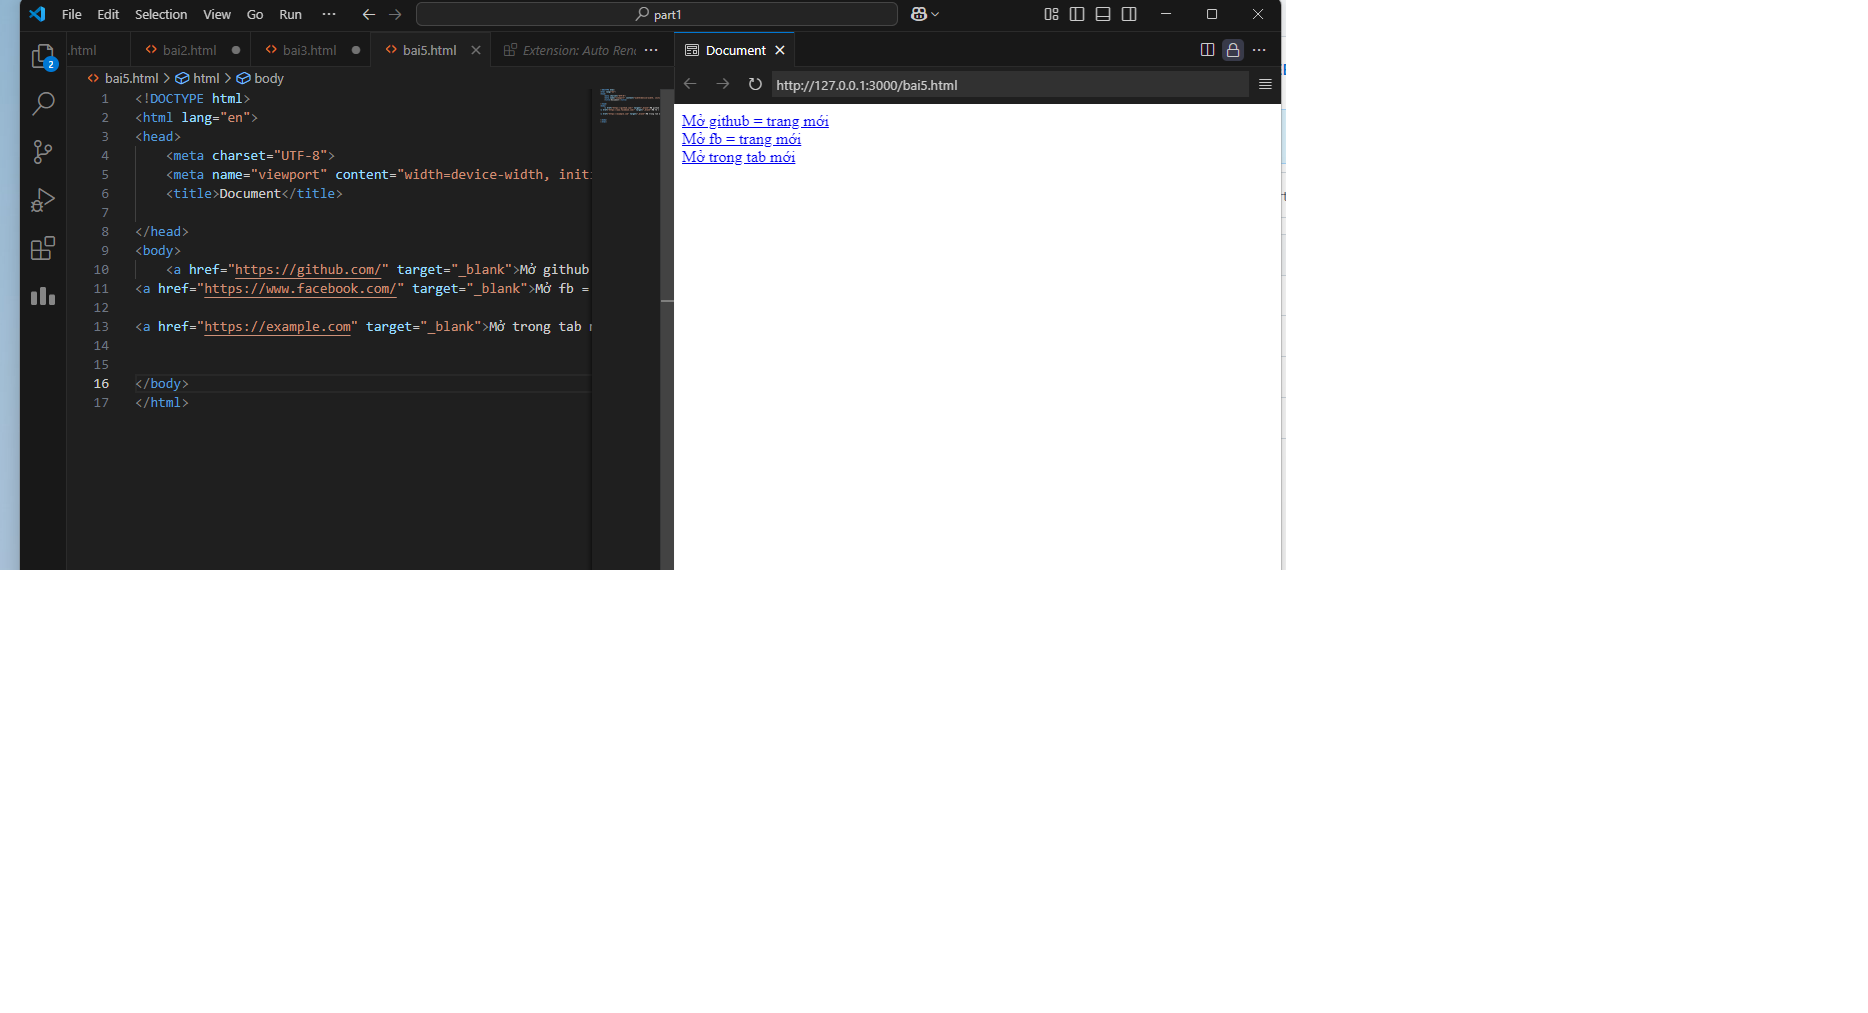 File Edit Selection View Go Run ··· part1
.html bai2.html bai3.html bai5.html Extension: Auto Ren ··· Document
2
bai5.html > html > body
http://127.0.0.1:3000/bai5.html
1 <!DOCTYPE html>
2 <html lang="en">
3 <head>
4 <meta charset="UTF-8">
5 <meta name="viewport" content="width=device-width, initi
6 <title>Document</title>
7
8 </head>
9 <body>
10 <a href="https://github.com/" target="_blank">Mở github
11 <a href="https://www.facebook.com/" target="_blank">Mở fb =
12
13 <a href="https://example.com" target="_blank">Mở trong tab
14
15
16 </body>
17 </html>
Mở github = trang mới
Mở fb = trang mới
Mở trong tab mới